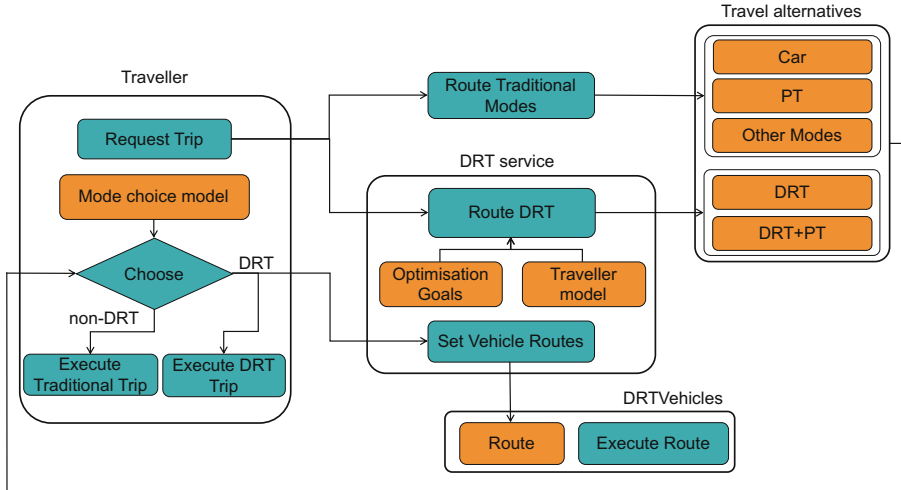 Travel alternatives
Car
PT
Other Modes
DRT
DRT+PT
Traveller
Request Trip
Mode choice model
Choose
DRT
non-DRT
Execute
Traditional Trip
Execute DRT
Trip
Route Traditional
Modes
DRT service
Route DRT
Optimisation
Goals
Traveller
model
Set Vehicle Routes
DRTVehicles
Route
Execute Route